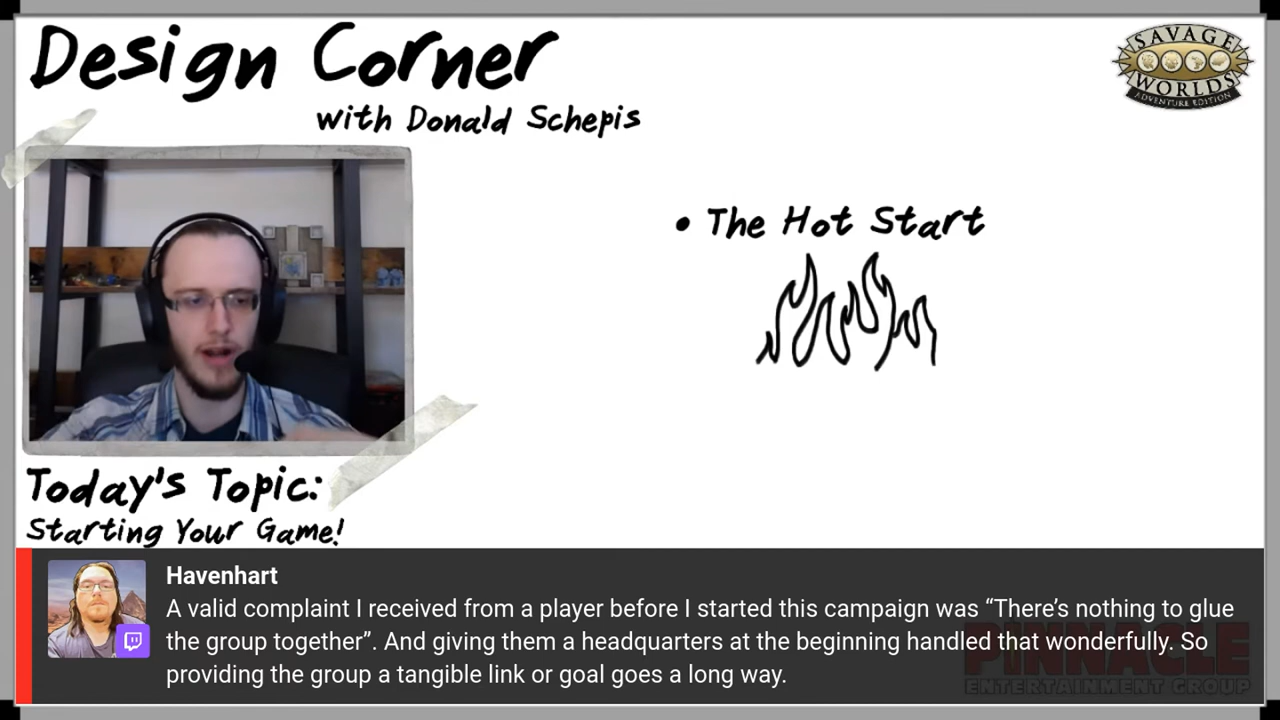 Design Corner
with Donald Schepis
SAVAGE
WORLDS
ADVENTURE EDITION
• The Hot Start
Today's Topic:
Starting Your Game!
Havenhart
A valid complaint I received from a player before I started this campaign was “There’s nothing to glue
the group together”. And giving them a headquarters at the beginning handled that wonderfully. So
providing the group a tangible link or goal goes a long way.
PINNACLE
ENTERTAINMENT GROUP